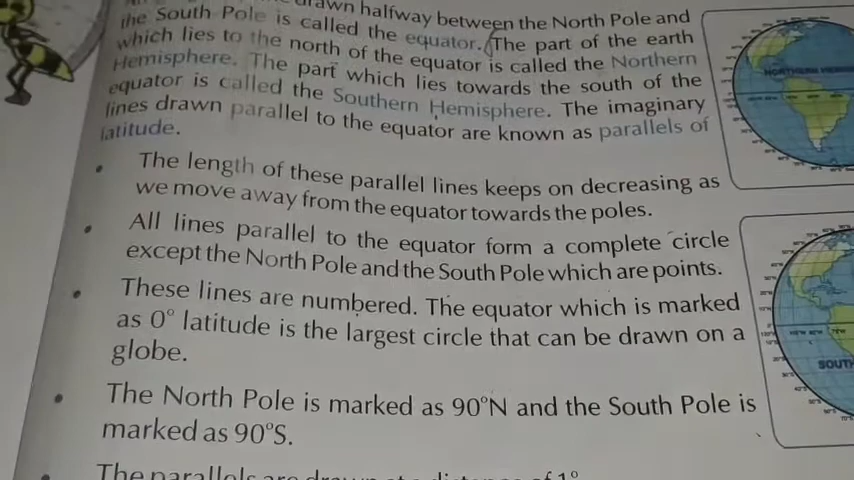 drawn halfway between the North Pole and
the South Pole is called the equator. The part of the earth
which lies to the north of the equator is called the Northern
Hemisphere. The part which lies towards the south of the
equator is called the Southern Hemisphere. The imaginary
lines drawn parallel to the equator are known as parallels of
latitude.
• The length of these parallel lines keeps on decreasing as
we move away from the equator towards the poles.
• All lines parallel to the equator form a complete circle
except the North Pole and the South Pole which are points.
• These lines are numbered. The equator which is marked
as 0° latitude is the largest circle that can be drawn on a
globe.
• The North Pole is marked as 90°N and the South Pole is
marked as 90°S.
• The parallels are drawn at a distance of 1°
NORTHERN
SOUTH